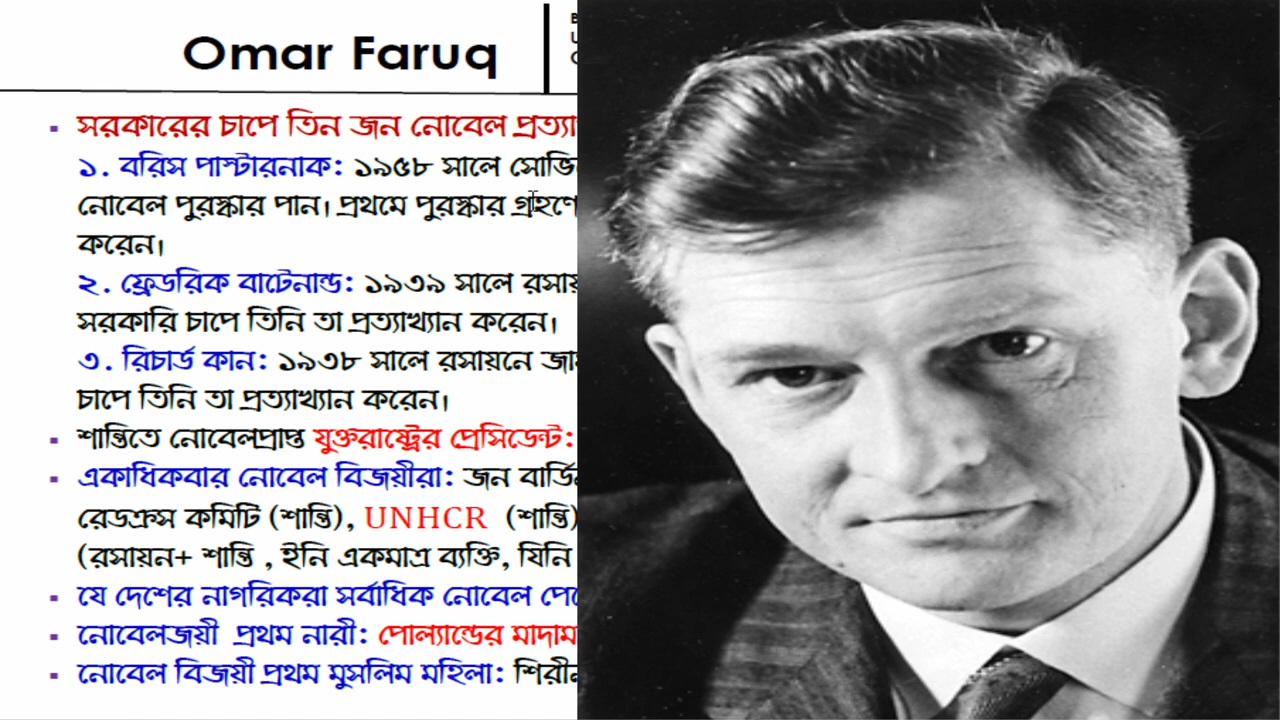 Omar Faruq
সরকারের চাপে তিন জন নোবেল
১. বরিস পাস্টারনাক: ১৯৫৮ সালে
নোবেল পুরস্কার পান। প্রথমে পুরস্কার গ্রহণে
করেন।
২. ফ্রেডরিক বাটেনান্ড: ১৯৩৯ সালে
সরকারি চাপে তিনি তা প্রত্যাখ্যান করেন।
৩. রিচার্ড কান: ১৯৩৮ সালে রসায়নে
চাপে তিনি তা প্রত্যাখ্যান করেন।
শান্তিতে নোবেলপ্রাপ্ত যুক্তরাষ্ট্রের প্রেসিডেন্ট:
একাধিকবার নোবেল বিজয়ীরা: জন
রেডক্রস কমিটি (শান্তি), UNHCR (শান্তি)
(রসায়ন+ শান্তি , ইনি একমাত্র ব্যক্তি, যিনি
যে দেশের নাগরিকরা সর্বাধিক নোবেল
নোবেলজয়ী প্রথম নারী: পোল্যান্ডের মাদাম
নোবেল বিজয়ী প্রথম মুসলিম মহিলা: